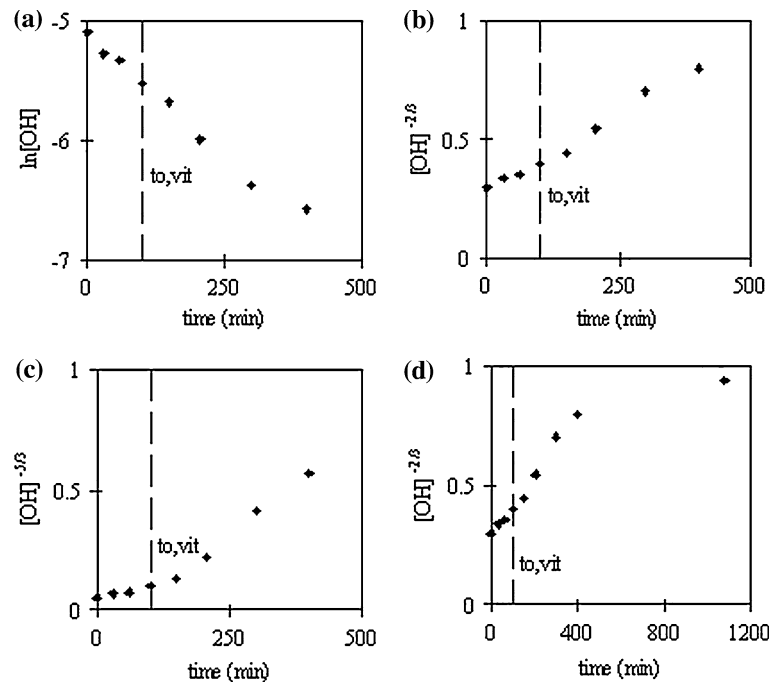 (a)
-5
-6
-7
ln[OH]
to,vit
0 250 500
time (min)
(b)
1
0.5
0
[OH] -2/3
to,vit
0 250 500
time (min)
(c)
1
0.5
0
[OH] -5/3
to,vit
0 250 500
time (min)
(d)
1
0.5
0
[OH] -2/3
to,vit
0 400 800 1200
time (min)